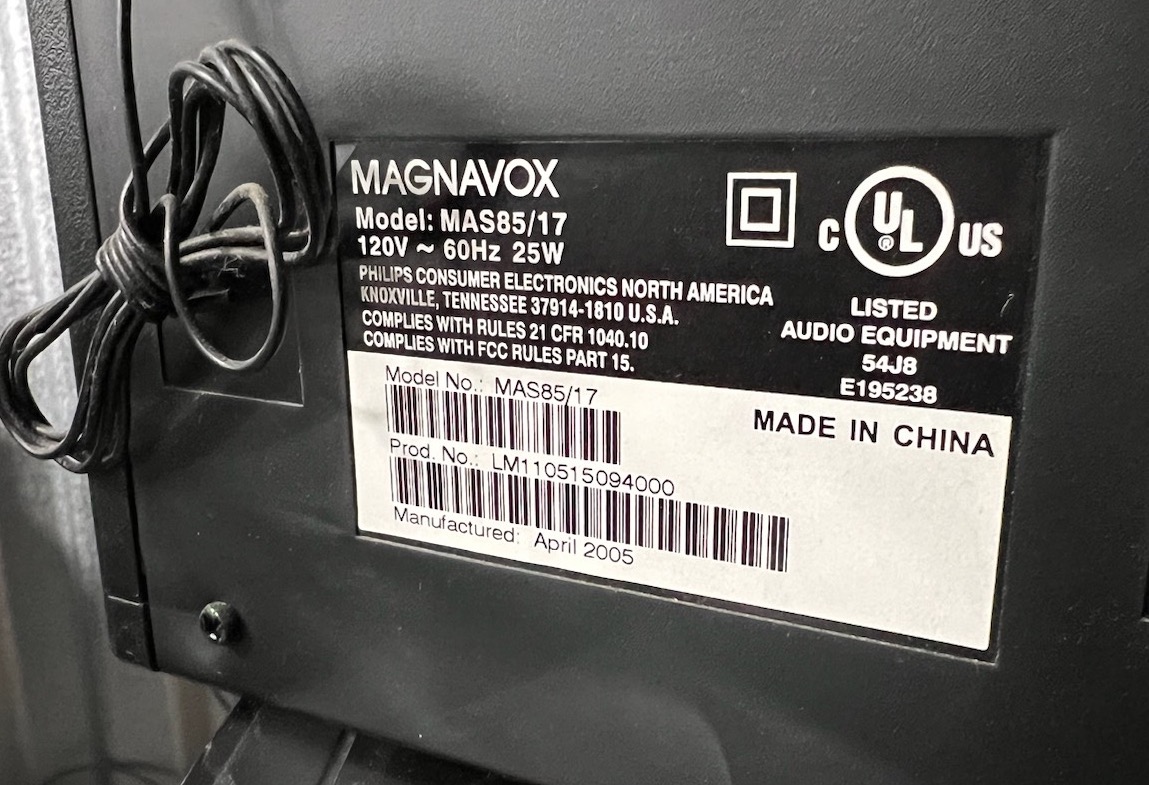 MAGNAVOX
Model: MAS85/17
120V ~ 60Hz 25W
PHILIPS CONSUMER ELECTRONICS NORTH AMERICA
KNOXVILLE, TENNESSEE 37914-1810 U.S.A.
COMPLIES WITH RULES 21 CFR 1040.10
COMPLIES WITH FCC RULES PART 15.
C UL ® US
LISTED
AUDIO EQUIPMENT
54J8
E195238
Model No.: MAS85/17
Prod. No.: LM110515094000
Manufactured: April 2005
MADE IN CHINA